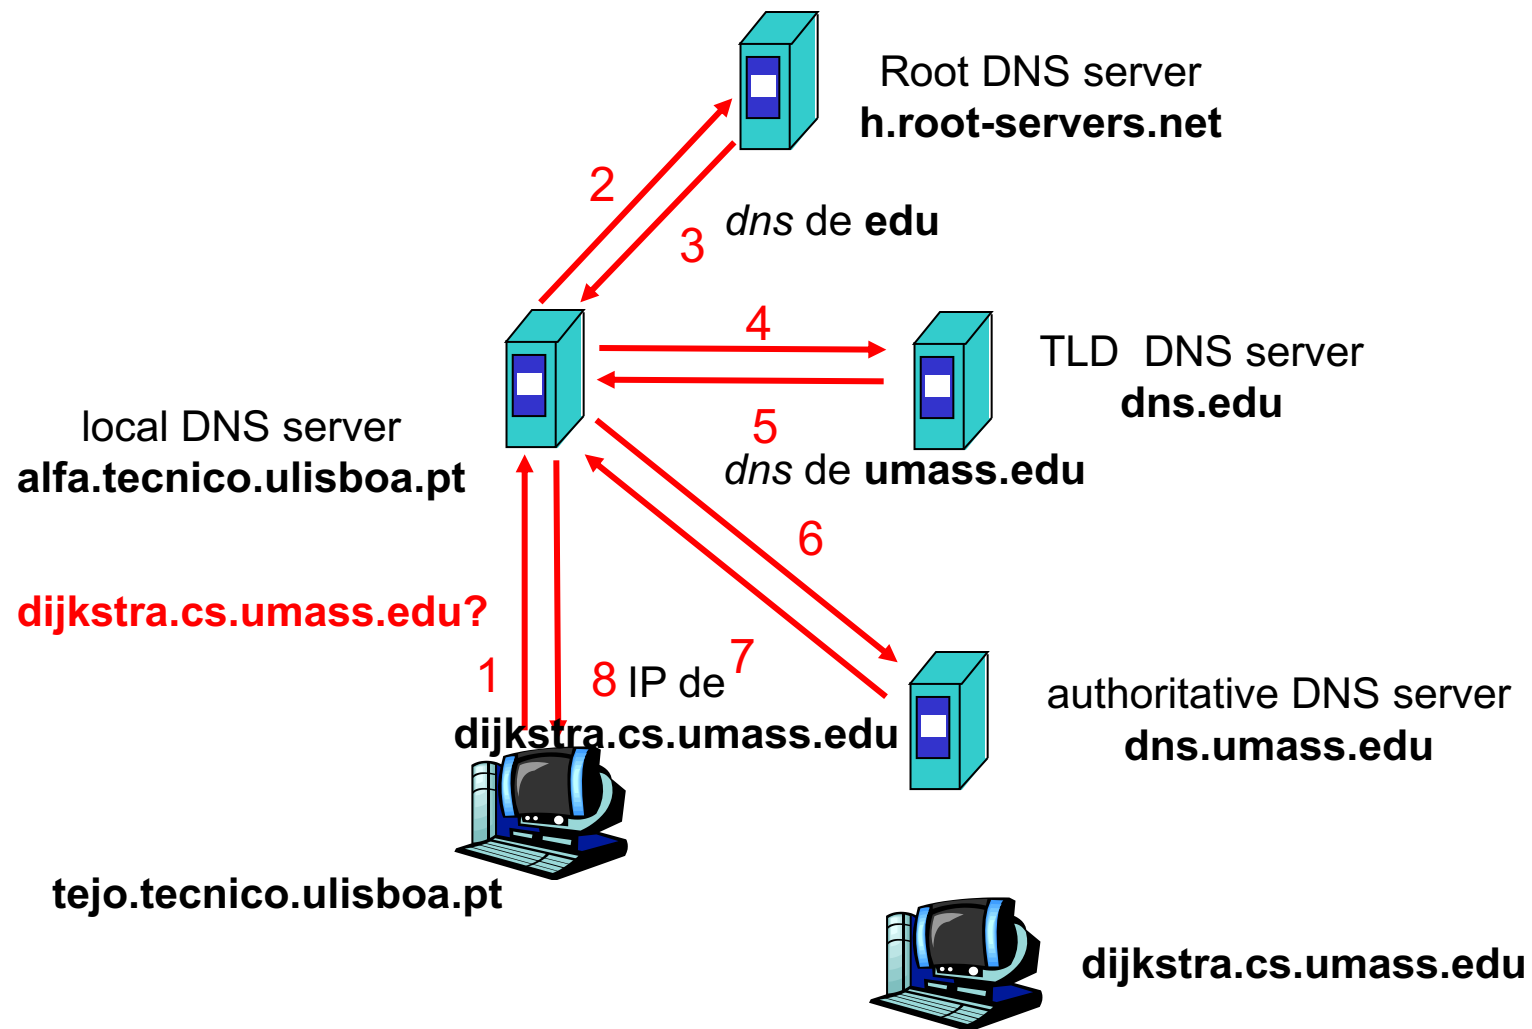 Root DNS server
h.root-servers.net
2
dns de edu
3
4
TLD DNS server
dns.edu
local DNS server
alfa.tecnico.ulisboa.pt
5
dns de umass.edu
6
dijkstra.cs.umass.edu?
7
1
8 IP de
dijkstra.cs.umass.edu
authoritative DNS server
dns.umass.edu
tejo.tecnico.ulisboa.pt
dijkstra.cs.umass.edu